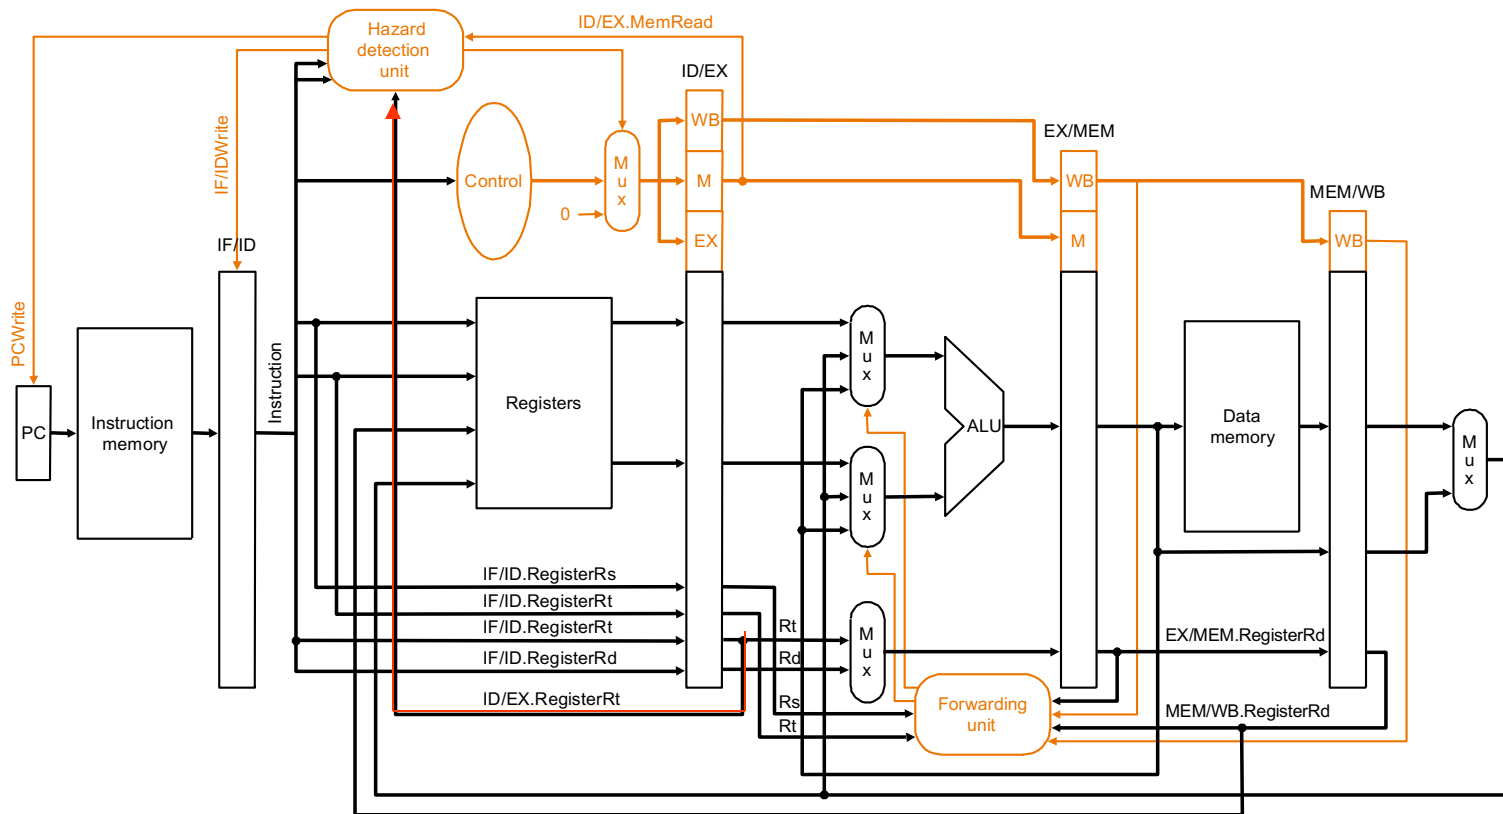 Hazard
detection
unit
ID/EX.MemRead
ID/EX
WB
M
EX
EX/MEM
WB
M
MEM/WB
WB
IF/IDWrite
PCWrite
IF/ID
Control
0
M
u
x
Instruction
PC
Instruction
memory
Registers
M
u
x
M
u
x
ALU
Data
memory
M
u
x
IF/ID.RegisterRs
IF/ID.RegisterRt
IF/ID.RegisterRt
IF/ID.RegisterRd
ID/EX.RegisterRt
Rt
Rd
Rs
Rt
M
u
x
Forwarding
unit
EX/MEM.RegisterRd
MEM/WB.RegisterRd